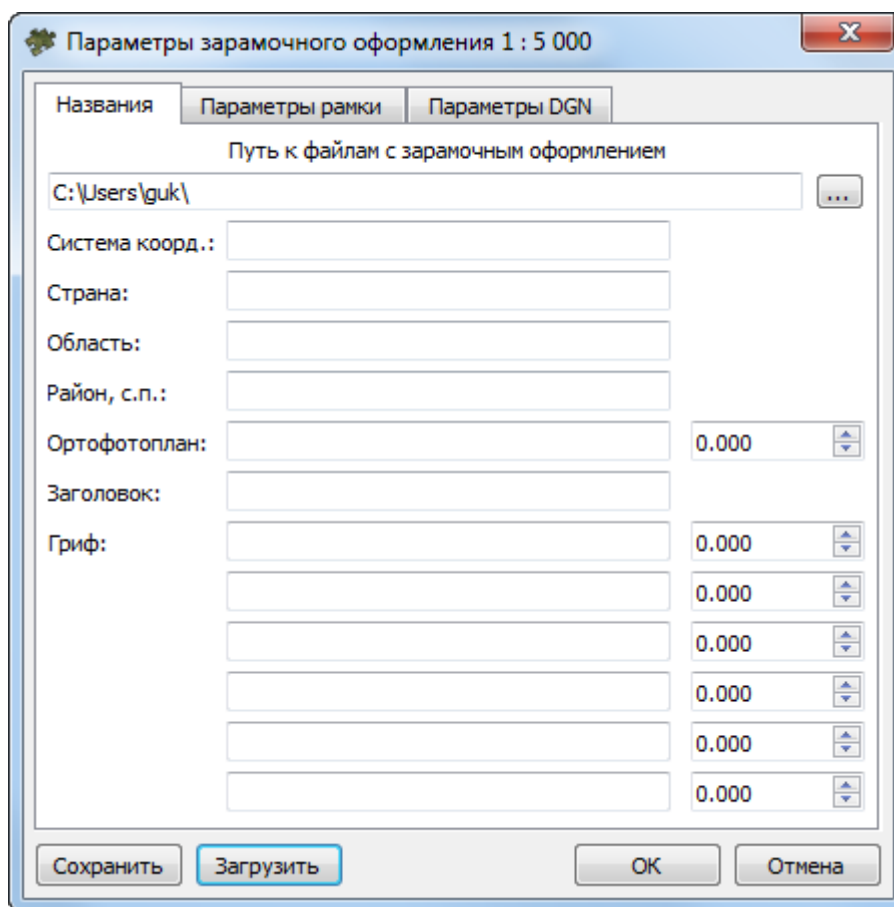 Параметры зарамочного оформления 1 : 5 000
Названия Параметры рамки Параметры DGN
Путь к файлам с зарамочным оформлением
C:\Users\guk\ ...
Система коорд.:
Страна:
Область:
Район, с.п.:
Ортофотоплан: 0.000
Заголовок:
Гриф: 0.000
0.000
0.000
0.000
0.000
0.000
Сохранить Загрузить OK Отмена